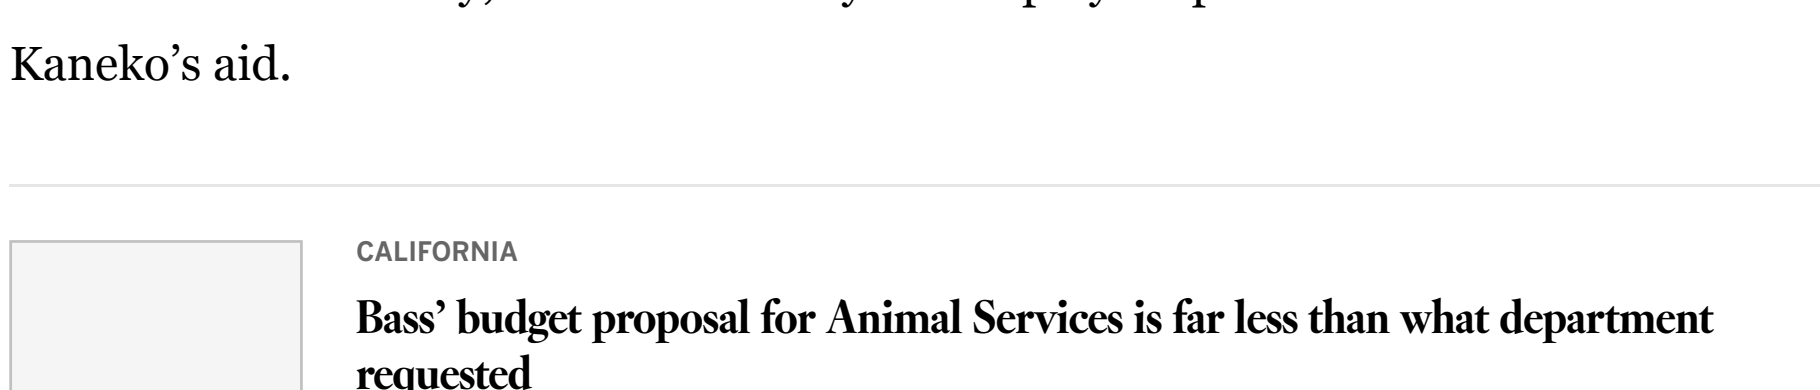 Kaneko’s aid.
CALIFORNIA
Bass’ budget proposal for Animal Services is far less than what department
requested